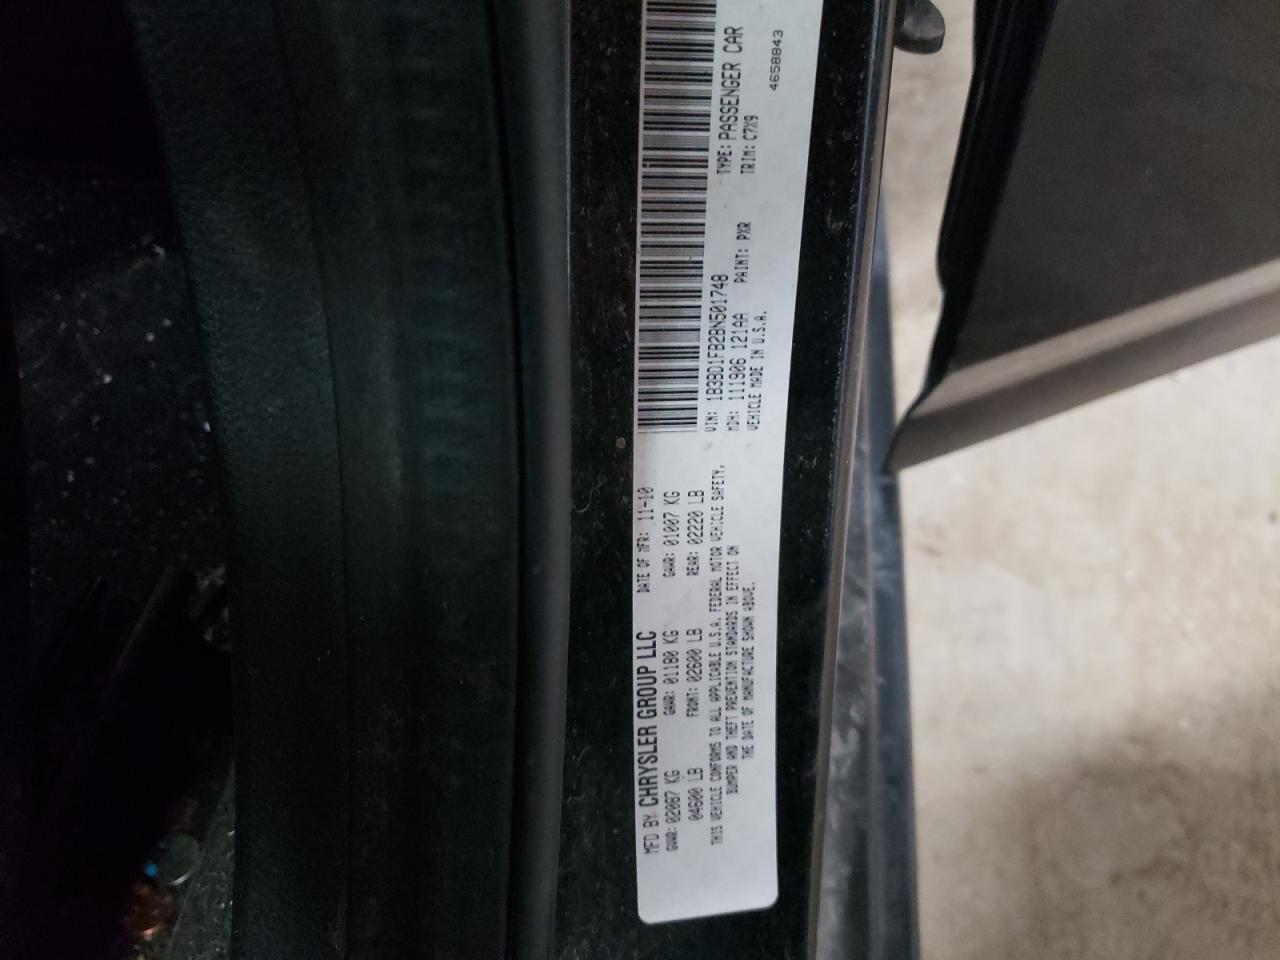 MFD BY CHRYSLER GROUP LLC DATE OF MFR: 11-10
GVWR: 02087 KG GAWR: 01180 KG GAWR: 01007 KG
04600 LB FRONT: 02600 LB REAR: 02220 LB
THIS VEHICLE CONFORMS TO ALL APPLICABLE U.S.A. FEDERAL MOTOR VEHICLE SAFETY,
BUMPER AND THEFT PREVENTION STANDARDS IN EFFECT ON
THE DATE OF MANUFACTURE SHOWN ABOVE.
VIN: 1B3BD1FB2BN501748 TYPE: PASSENGER CAR
MDH: 111906 121AA PAINT: PXR TRIM: C7X9
VEHICLE MADE IN U.S.A.
4658843